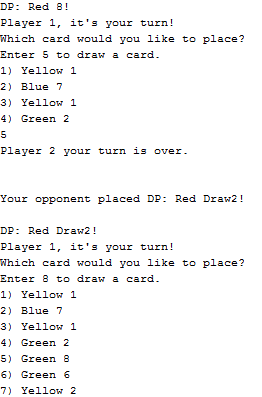 DP: Red 8!
Player 1, it's your turn!
Which card would you like to place?
Enter 5 to draw a card.
1) Yellow 1
2) Blue 7
3) Yellow 1
4) Green 2
5
Player 2 your turn is over.
Your opponent placed DP: Red Draw2!
DP: Red Draw2!
Player 1, it's your turn!
Which card would you like to place?
Enter 8 to draw a card.
1) Yellow 1
2) Blue 7
3) Yellow 1
4) Green 2
5) Green 8
6) Green 6
7) Yellow 2